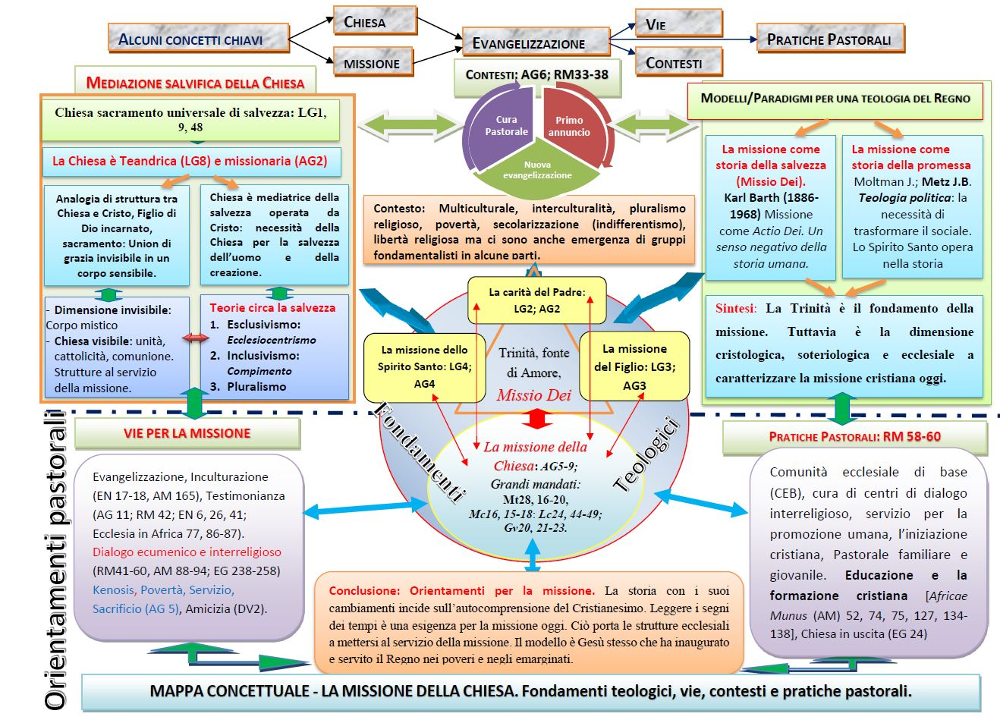 ALCUNI CONCETTI CHIAVI
CHIESA
MISSIONE
EVANGELIZZAZIONE
VIE
CONTESTI
PRATICHE PASTORALI
MEDIAZIONE SALVIFICA DELLA CHIESA
Chiesa sacramento universale di salvezza: LG1,
9, 48
La Chiesa è Teandrica (LG8) e missionaria (AG2)
Analogia di struttura tra
Chiesa e Cristo, Figlio di
Dio incarnato,
sacramento: Union di
grazia invisibile in un
corpo sensibile.
Chiesa è mediatrice della
salvezza operata da
Cristo: necessità della
Chiesa per la salvezza
dell'uomo e della
creazione.
- Dimensione invisibile:
Corpo mistico
- Chiesa visibile: unità,
cattolicità, comunione.
Strutture al servizio
della missione.
Teorie circa la salvezza
1. Esclusivismo:
Ecclesiocentrismo
2. Inclusivismo:
Compimento
3. Pluralismo
CONTESTI: AG6; RM33-38
Cura
Pastorale
Primo
annuncio
Nuova
evangelizzazione
Contesto: Multiculturale, interculturalità, pluralismo
religioso, povertà, secolarizzazione (indifferentismo),
libertà religiosa ma ci sono anche emergenza di gruppi
fondamentalisti in alcune parti.
MODELLI/PARADIGMI PER UNA TEOLOGIA DEL REGNO
La missione come
storia della salvezza
(Missio Dei).
Karl Barth (1886-
1968) Missione
come Actio Dei. Un
senso negativo della
storia umana.
La missione come
storia della promessa
Moltman J.; Metz J.B.
Teologia politica: la
necessità di
trasformare il sociale.
Lo Spirito Santo opera
nella storia
Sintesi: La Trinità è il fondamento della
missione. Tuttavia è la dimensione
cristologica, soteriologica e ecclesiale a
caratterizzare la missione cristiana oggi.
La carità del Padre:
LG2; AG2
La missione dello
Spirito Santo: LG4;
AG4
La missione
del Figlio: LG3;
AG3
Trinità, fonte
di Amore,
Missio Dei
Fondamenti
Teologici
La missione della
Chiesa: AG5-9;
Grandi mandati:
Mt28, 16-20,
Mc16, 15-18: Lc24, 44-49;
Gv20, 21-23.
Orientamenti pastorali
VIE PER LA MISSIONE
Evangelizzazione, Inculturazione
(EN 17-18, AM 165), Testimonianza
(AG 11; RM 42; EN 6, 26, 41;
Ecclesia in Africa 77, 86-87).
Dialogo ecumenico e interreligioso
(RM41-60, AM 88-94; EG 238-258)
Kenosis, Povertà, Servizio,
Sacrificio (AG 5), Amicizia (DV2).
PRATICHE PASTORALI: RM 58-60
Comunità ecclesiale di base
(CEB), cura di centri di dialogo
interreligioso, servizio per la
promozione umana, l'iniziazione
cristiana, Pastorale familiare e
giovanile. Educazione e la
formazione cristiana [Africae
Munus (AM) 52, 74, 75, 127, 134-
138], Chiesa in uscita (EG 24)
Conclusione: Orientamenti per la missione. La storia con i suoi
cambiamenti incide sull'autocomprensione del Cristianesimo. Leggere i segni
dei tempi è una esigenza per la missione oggi. Ciò porta le strutture ecclesiali
a mettersi al servizio della missione. Il modello è Gesù stesso che ha inaugurato
e servito il Regno nei poveri e negli emarginati.
MAPPA CONCETTUALE - LA MISSIONE DELLA CHIESA. Fondamenti teologici, vie, contesti e pratiche pastorali.